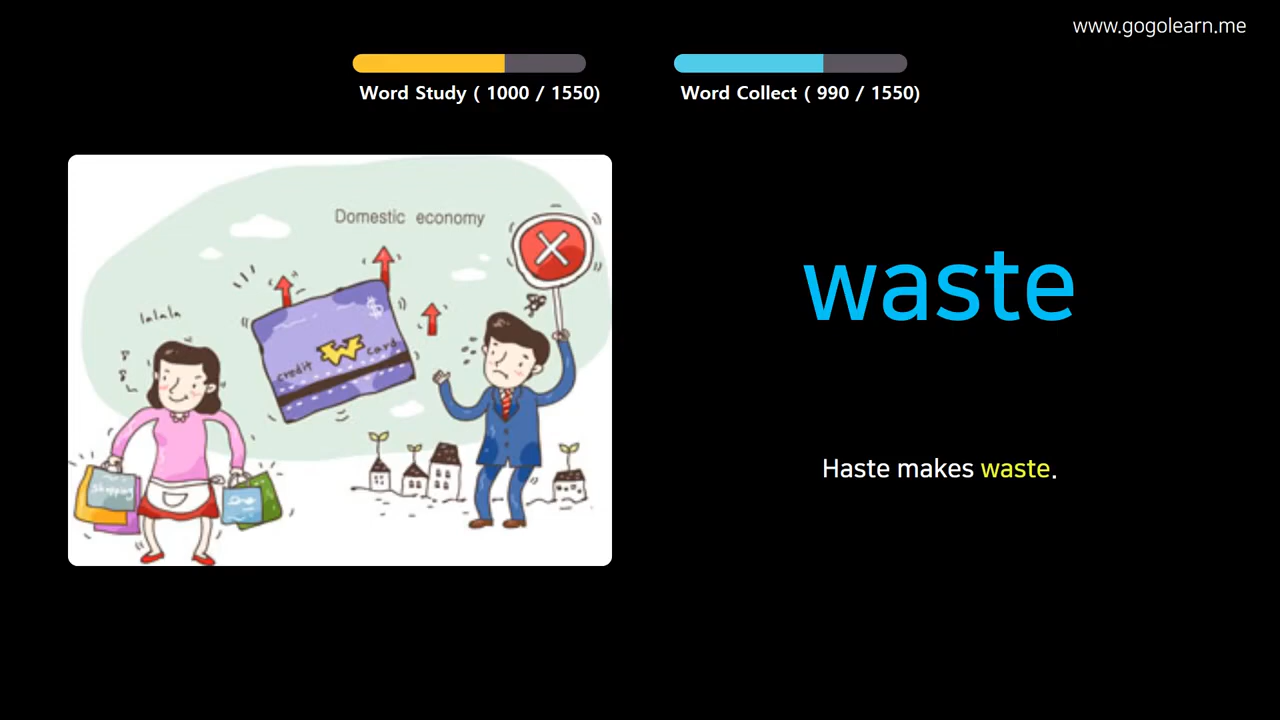 www.gogolearn.me
Word Study ( 1000 / 1550)
Word Collect ( 990 / 1550)
Domestic economy
lalala
credit W card
$
shopping
waste
Haste makes waste.